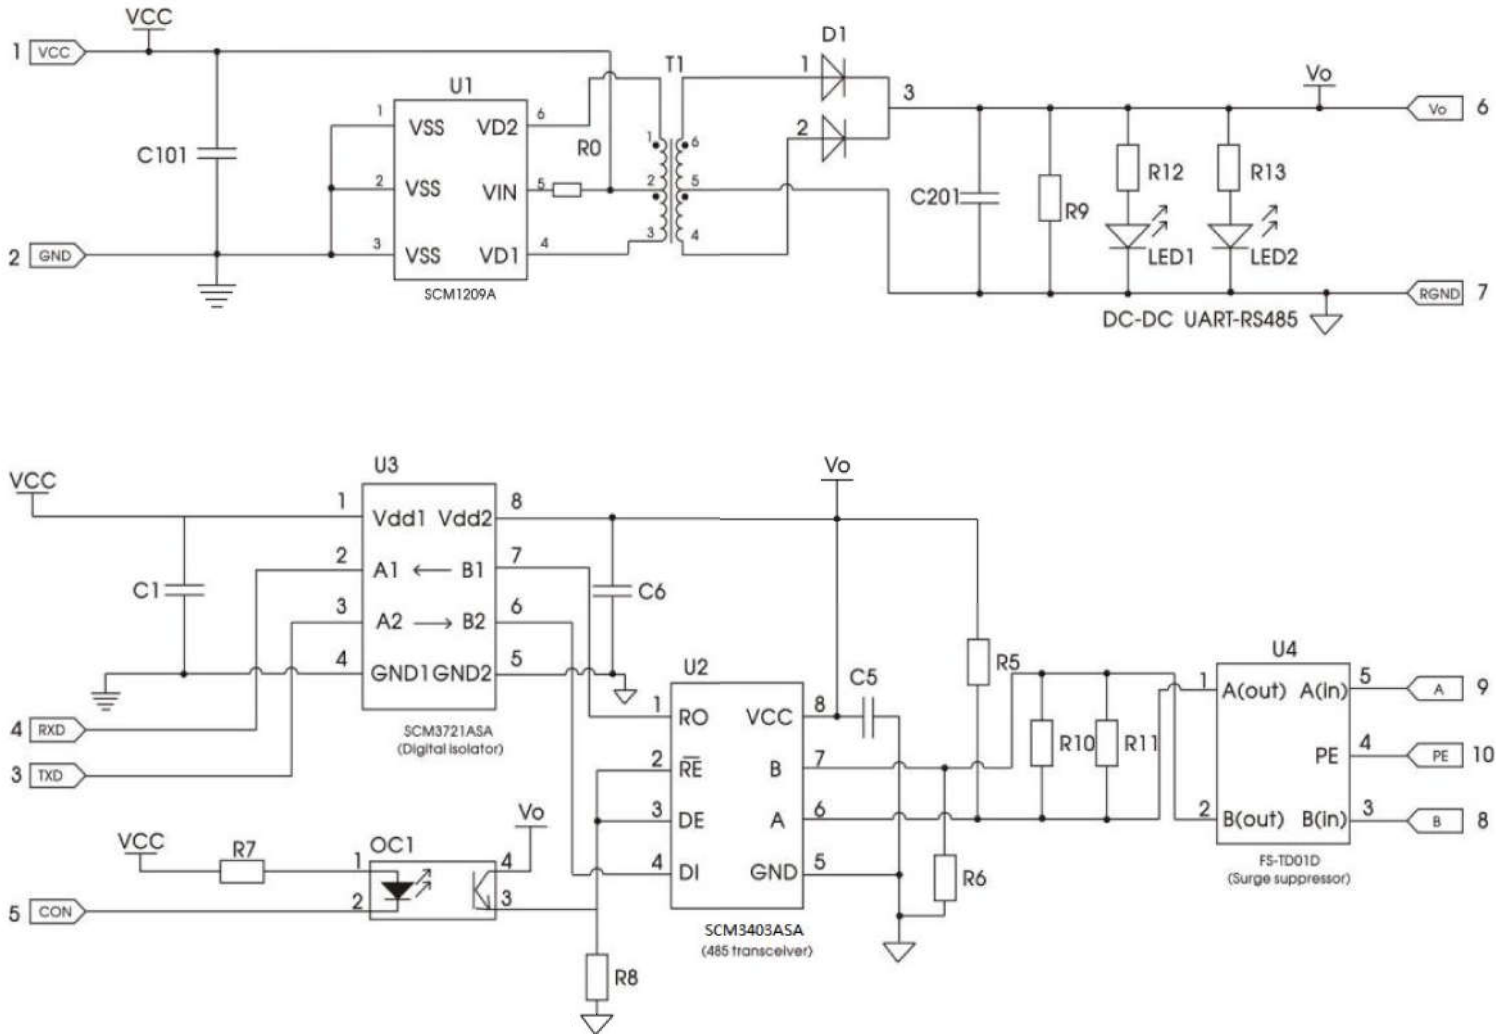 VCC
1 VCC
C101
2 GND
U1
1 VSS VD2 6
2 VSS VIN 5
3 VSS VD1 4
SCM1209A
R0
T1
1 6
2 5
3 4
D1
1
2
3
C201
R9
R12
LED1
R13
LED2
Vo
Vo 6
RGND 7
DC-DC UART-RS485
VCC
C1
U3
1 Vdd1 Vdd2 8
2 A1 B1 7
3 A2 B2 6
4 GND1 GND2 5
SCM3721ASA
(Digital isolator)
C6
4 RXD
3 TXD
VCC
R7
5 CON
OC1
1 4
2 3
Vo
R8
Vo
U2
1 RO VCC 8
2 RE B 7
3 DE A 6
4 DI GND 5
SCM3403ASA
(485 transceiver)
C5
R5
R6
R10
R11
U4
1 A(out) A(in) 5
PE 4
2 B(out) B(in) 3
FS-TD01D
(Surge suppressor)
A 9
PE 10
B 8